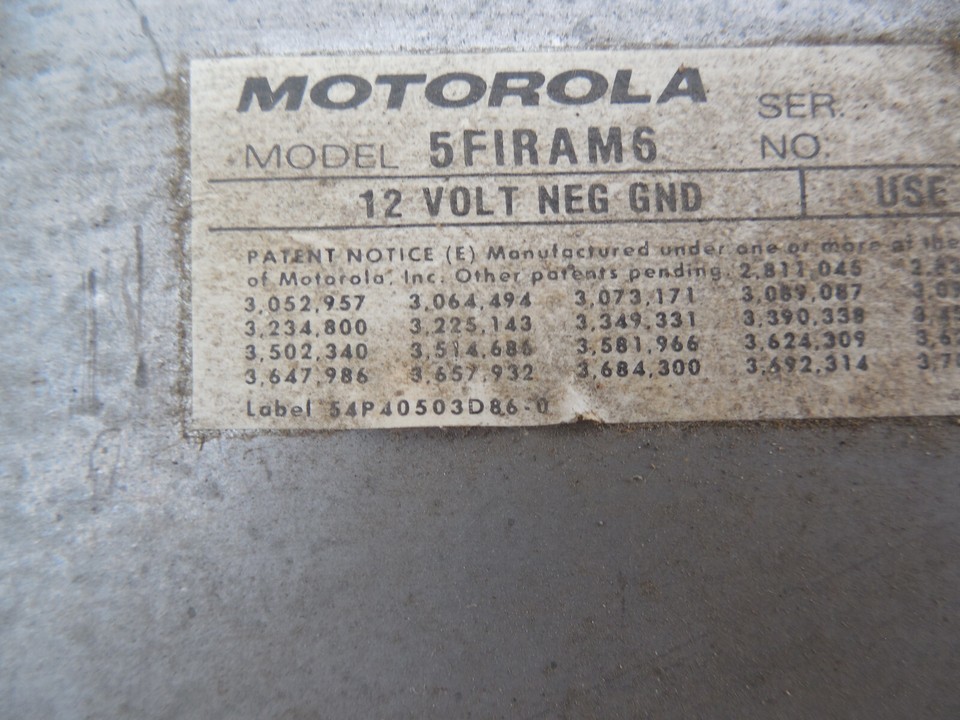 MOTOROLA
MODEL 5FIRAM6
SER.
NO.
12 VOLT NEG GND
USE
PATENT NOTICE (E) Manufactured under one or more of the
of Motorola, Inc. Other patents pending. 2,811,045
3,052,957 3,064,494 3,073,171 3,089,087
3,234,800 3,225,143 3,349,331 3,390,338
3,502,340 3,514,686 3,581,966 3,624,309
3,647,986 3,657,932 3,684,300 3,692,314
Label 54P40503D86-0